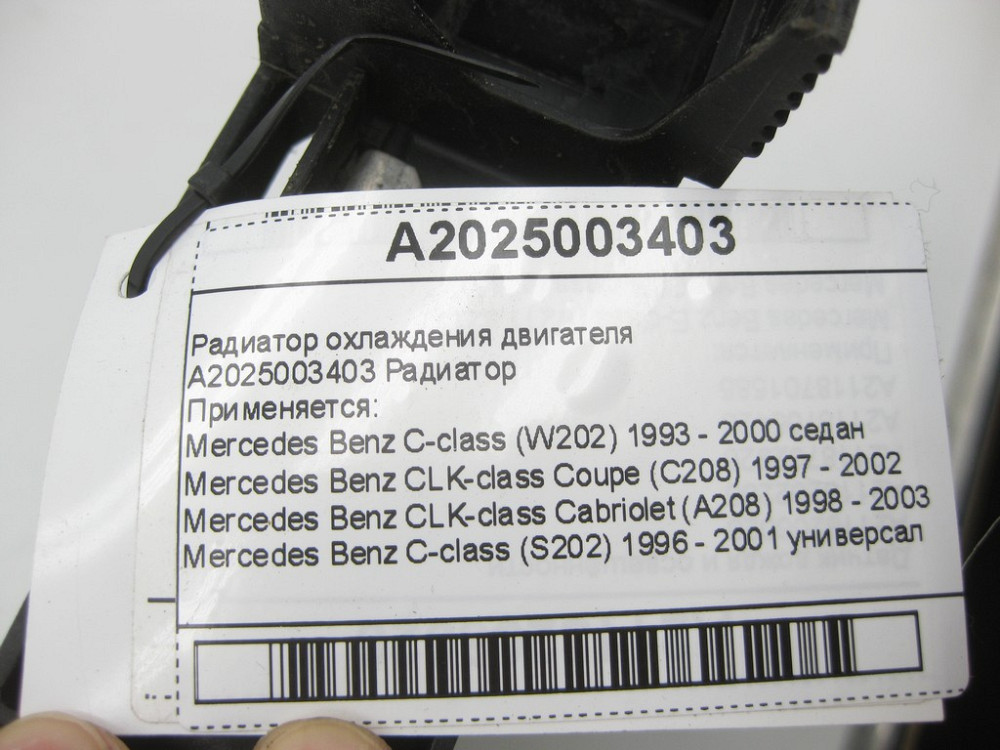 A2025003403
Радиатор охлаждения двигателя
A2025003403 Радиатор
Применяется:
Mercedes Benz C-class (W202) 1993 - 2000 седан
Mercedes Benz CLK-class Coupe (C208) 1997 - 2002
Mercedes Benz CLK-class Cabriolet (A208) 1998 - 2003
Mercedes Benz C-class (S202) 1996 - 2001 универсал